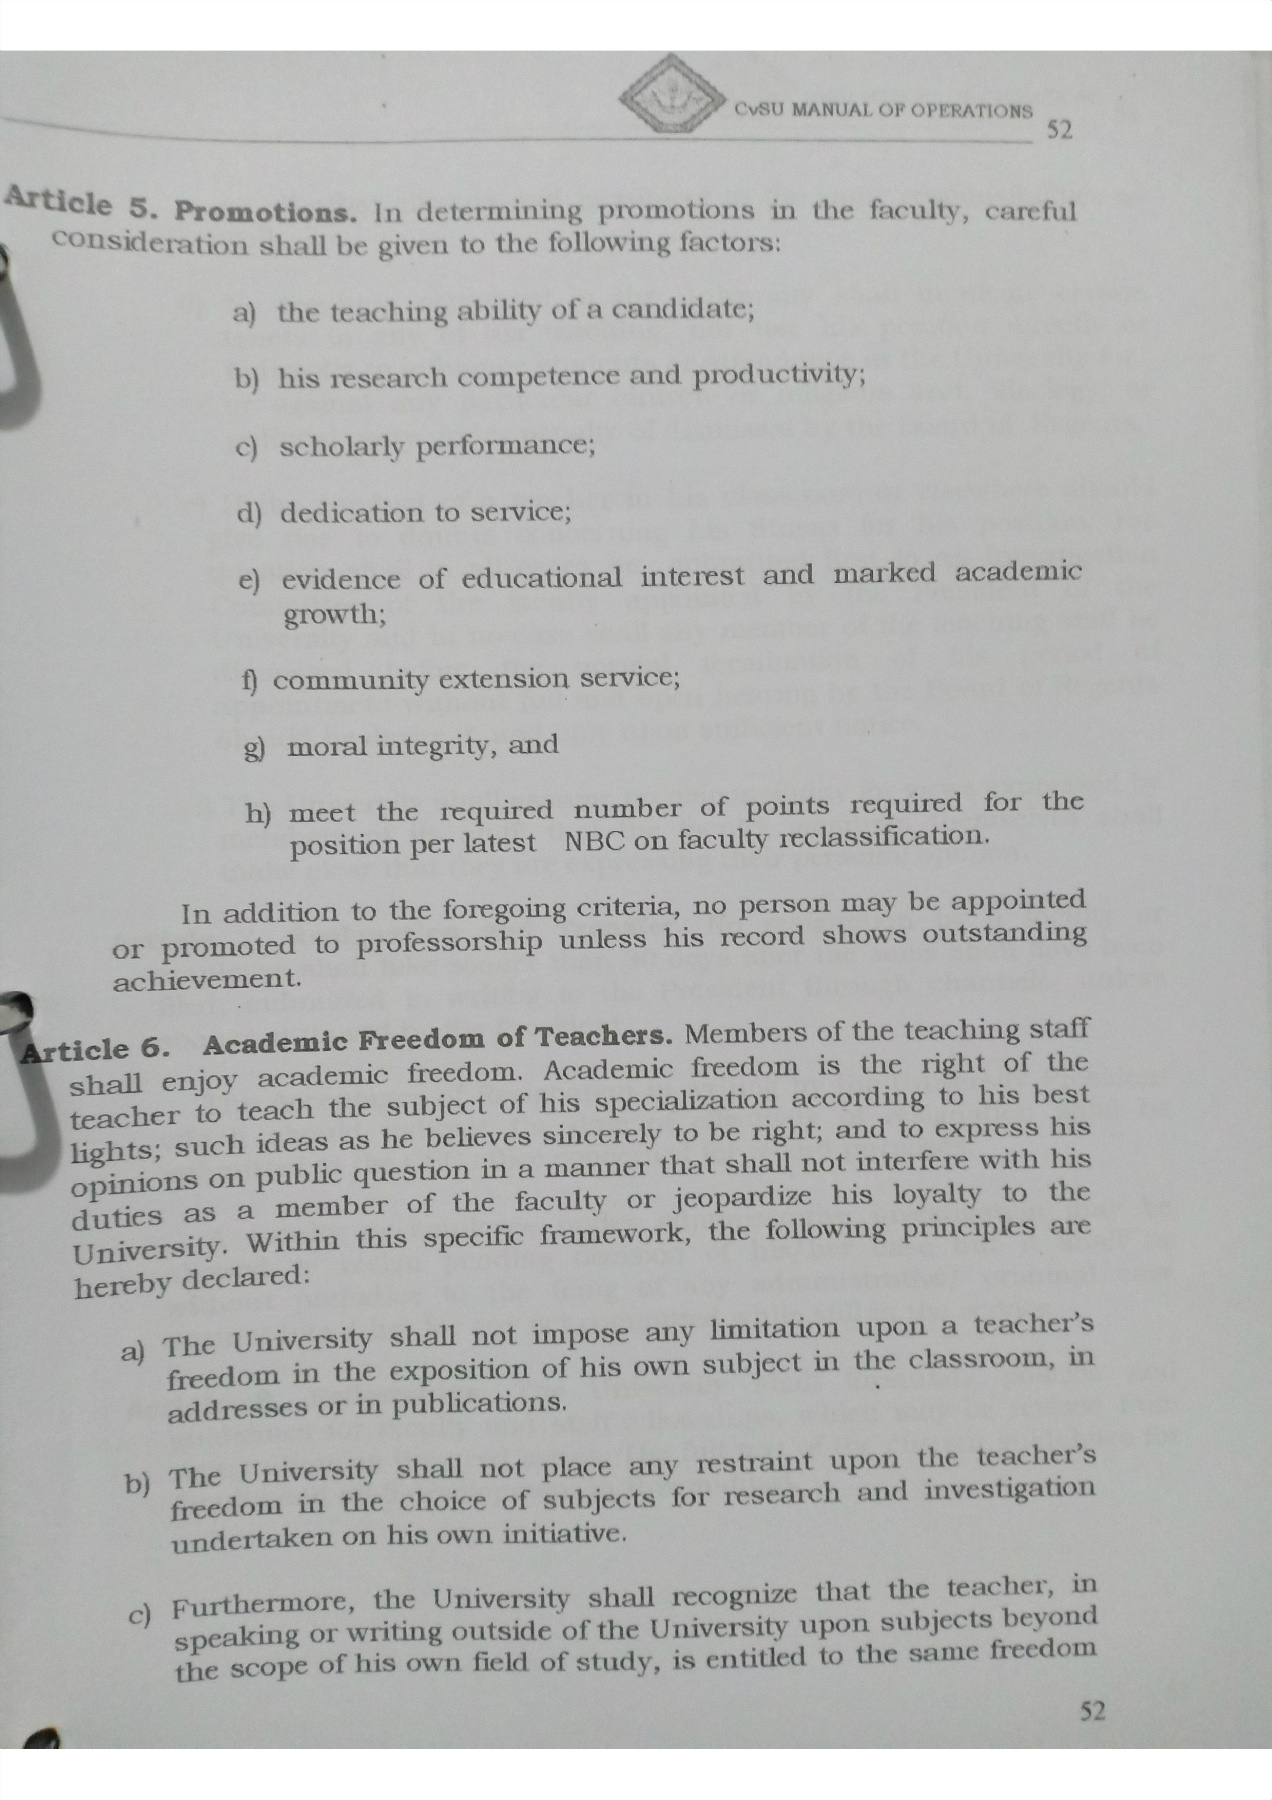 CvSU MANUAL OF OPERATIONS
52
Article 5. Promotions. In determining promotions in the faculty, careful
consideration shall be given to the following factors:
a) the teaching ability of a candidate;
b) his research competence and productivity;
c) scholarly performance;
d) dedication to service;
e) evidence of educational interest and marked academic
growth;
f) community extension service;
g) moral integrity, and
h) meet the required number of points required for the
position per latest NBC on faculty reclassification.
In addition to the foregoing criteria, no person may be appointed
or promoted to professorship unless his record shows outstanding
achievement.
Article 6. Academic Freedom of Teachers. Members of the teaching staff
shall enjoy academic freedom. Academic freedom is the right of the
teacher to teach the subject of his specialization according to his best
lights; such ideas as he believes sincerely to be right; and to express his
opinions on public question in a manner that shall not interfere with his
duties as a member of the faculty or jeopardize his loyalty to the
University. Within this specific framework, the following principles are
hereby declared:
a) The University shall not impose any limitation upon a teacher's
freedom in the exposition of his own subject in the classroom, in
addresses or in publications.
b) The University shall not place any restraint upon the teacher's
freedom in the choice of subjects for research and investigation
undertaken on his own initiative.
c) Furthermore, the University shall recognize that the teacher, in
speaking or writing outside of the University upon subjects beyond
the scope of his own field of study, is entitled to the same freedom
52